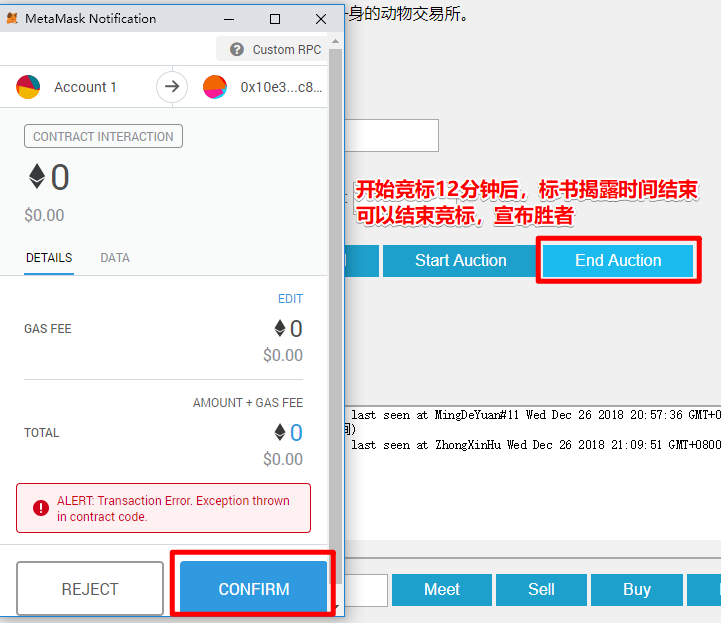 MetaMask Notification
身的动物交易所。
Custom RPC
Account 1
0x10e3...c8...
CONTRACT INTERACTION
0
$0.00
开始竞标12分钟后，标书揭露时间结束
可以结束竞标，宣布胜者
Start Auction
End Auction
DETAILS
DATA
EDIT
GAS FEE
0
$0.00
AMOUNT + GAS FEE
TOTAL
0
$0.00
last seen at MingDeYuan#11 Wed Dec 26 2018 20:57:36 GMT+0
last seen at ZhongXinHu Wed Dec 26 2018 21:09:51 GMT+0800
ALERT: Transaction Error. Exception thrown
in contract code.
REJECT
CONFIRM
Meet
Sell
Buy